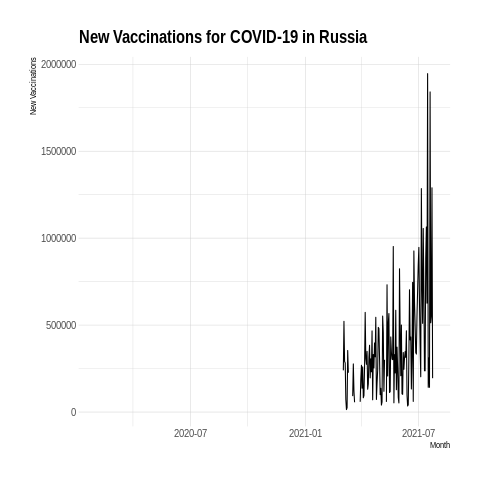 New Vaccinations for COVID-19 in Russia
New Vaccinations
2000000
1500000
1000000
500000
0
2020-07
2021-01
2021-07
Month